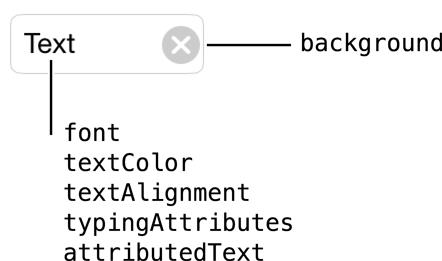 Text
background
font
textColor
textAlignment
typingAttributes
attributedText